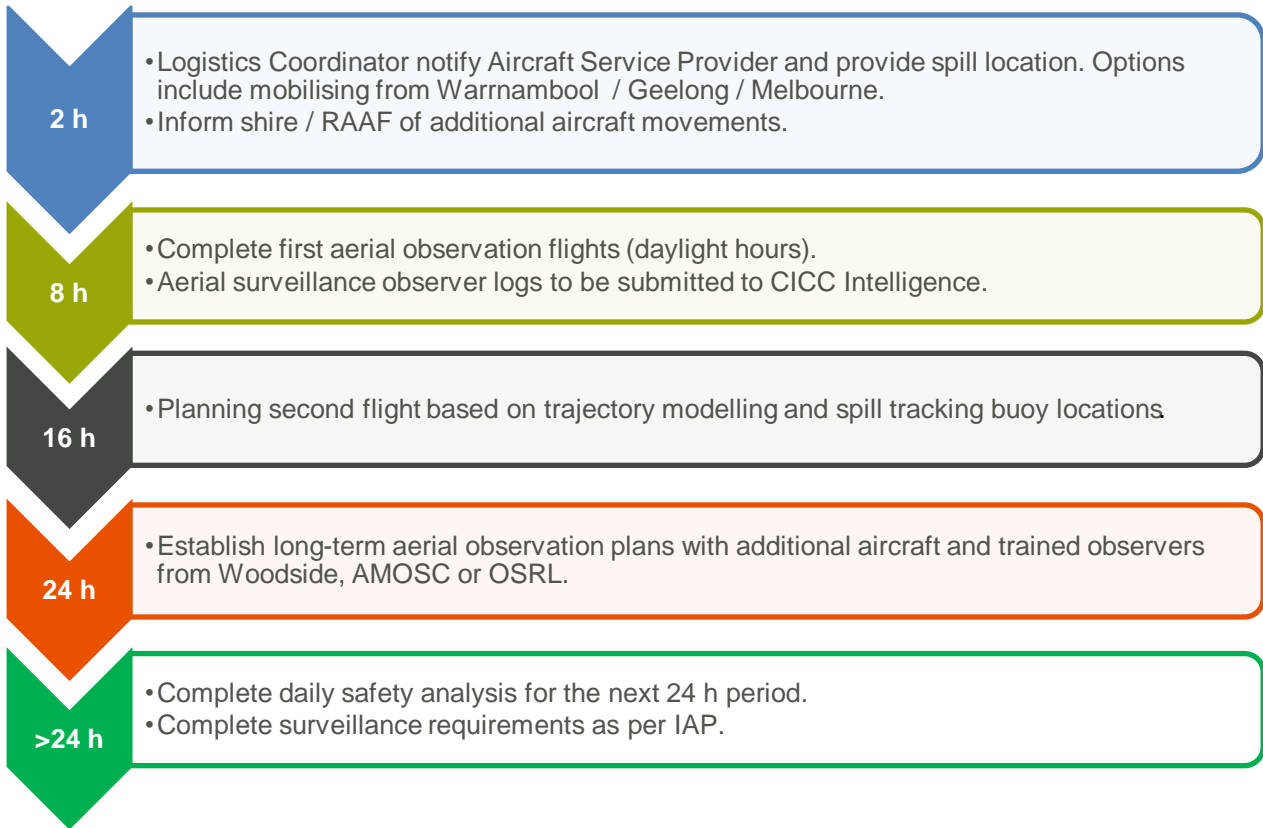 2 h
•Logistics Coordinator notify Aircraft Service Provider and provide spill location. Options
include mobilising from Warrnambool / Geelong / Melbourne.
•Inform shire / RAAF of additional aircraft movements.
8 h
•Complete first aerial observation flights (daylight hours).
•Aerial surveillance observer logs to be submitted to CICC Intelligence.
16 h
•Planning second flight based on trajectory modelling and spill tracking buoy locations.
24 h
•Establish long-term aerial observation plans with additional aircraft and trained observers
from Woodside, AMOSC or OSRL.
>24 h
•Complete daily safety analysis for the next 24 h period.
•Complete surveillance requirements as per IAP.